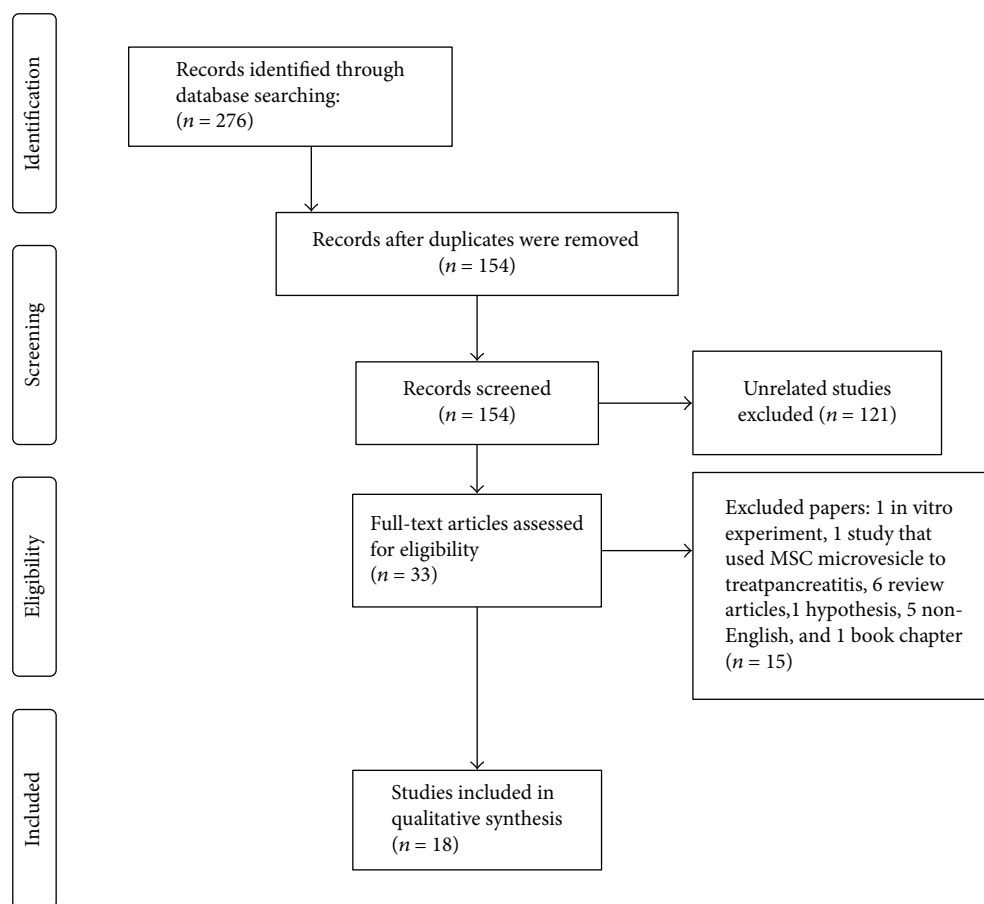 Identification
Records identified through
database searching:
(n = 276)
Records after duplicates were removed
(n = 154)
Screening
Records screened
(n = 154)
Unrelated studies
excluded (n = 121)
Eligibility
Full-text articles assessed
for eligibility
(n = 33)
Excluded papers: 1 in vitro
experiment, 1 study that
used MSC microvesicle to
treatpancreatitis, 6 review
articles,1 hypothesis, 5 non-
English, and 1 book chapter
(n = 15)
Included
Studies included in
qualitative synthesis
(n = 18)